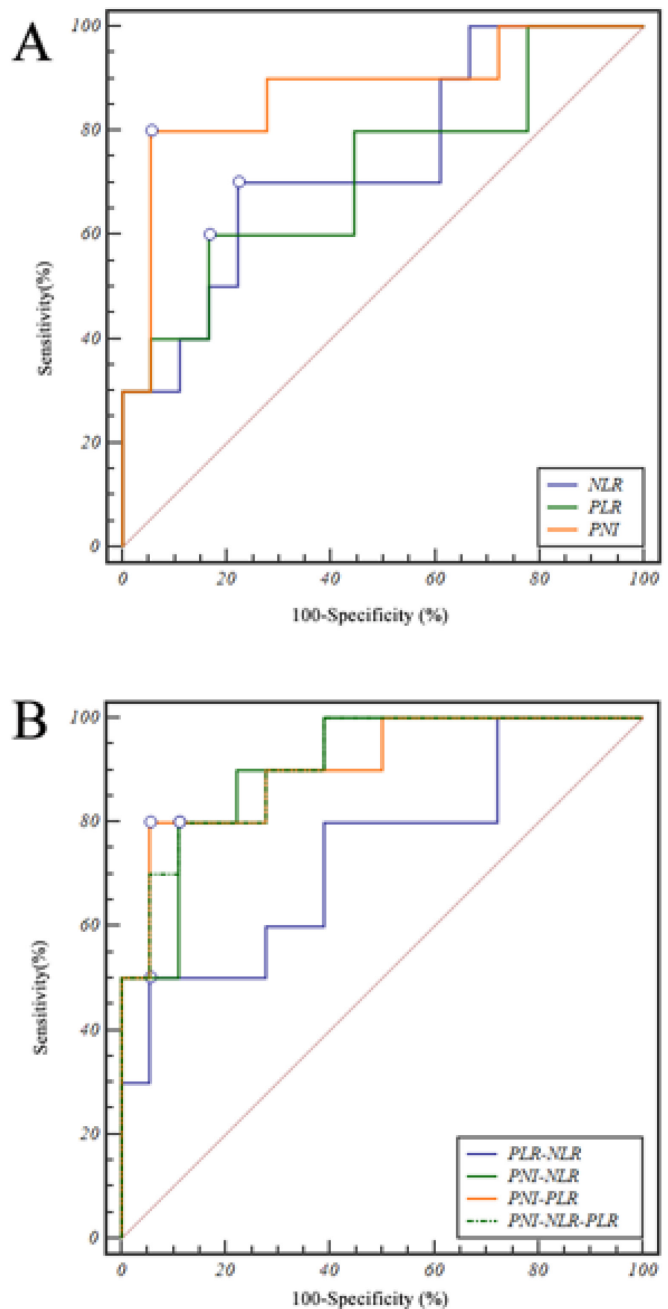 A
100
80
60
40
20
0
Sensitivity(%)
NLR
PLR
PNI
0 20 40 60 80 100
100-Specificity (%)
B
100
80
60
40
20
0
Sensitivity(%)
PLR-NLR
PNI-NLR
PNI-PLR
PNI-NLR-PLR
0 20 40 60 80 100
100-Specificity (%)